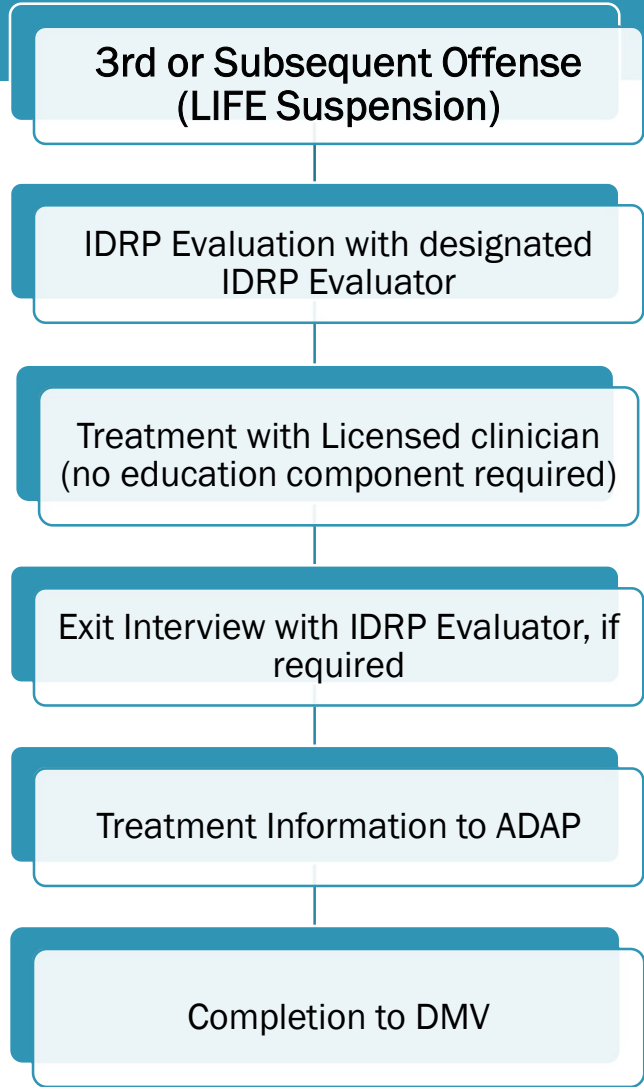 3rd or Subsequent Offense
(LIFE Suspension)
IDRP Evaluation with designated
IDRP Evaluator
Treatment with Licensed clinician
(no education component required)
Exit Interview with IDRP Evaluator, if
required
Treatment Information to ADAP
Completion to DMV